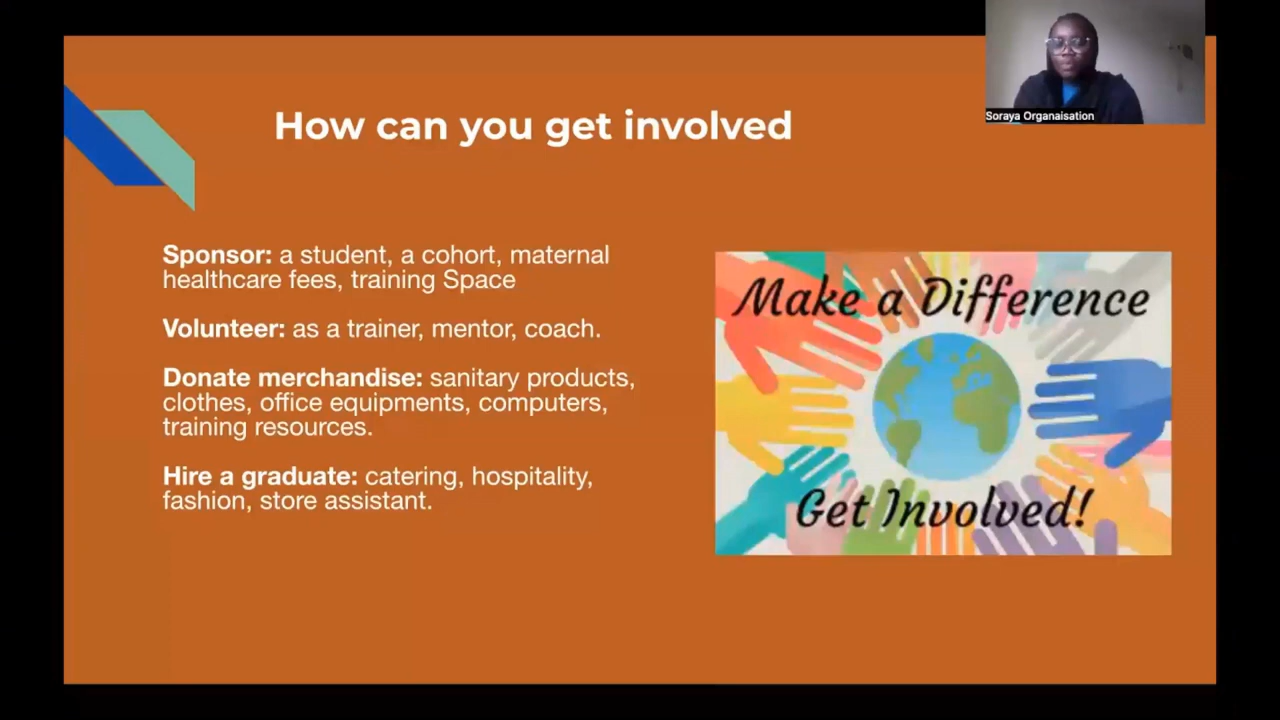 Soraya Organaisation
How can you get involved
Sponsor: a student, a cohort, maternal
healthcare fees, training Space
Volunteer: as a trainer, mentor, coach.
Donate merchandise: sanitary products,
clothes, office equipments, computers,
training resources.
Hire a graduate: catering, hospitality,
fashion, store assistant.
Make a Difference
Get Involved!